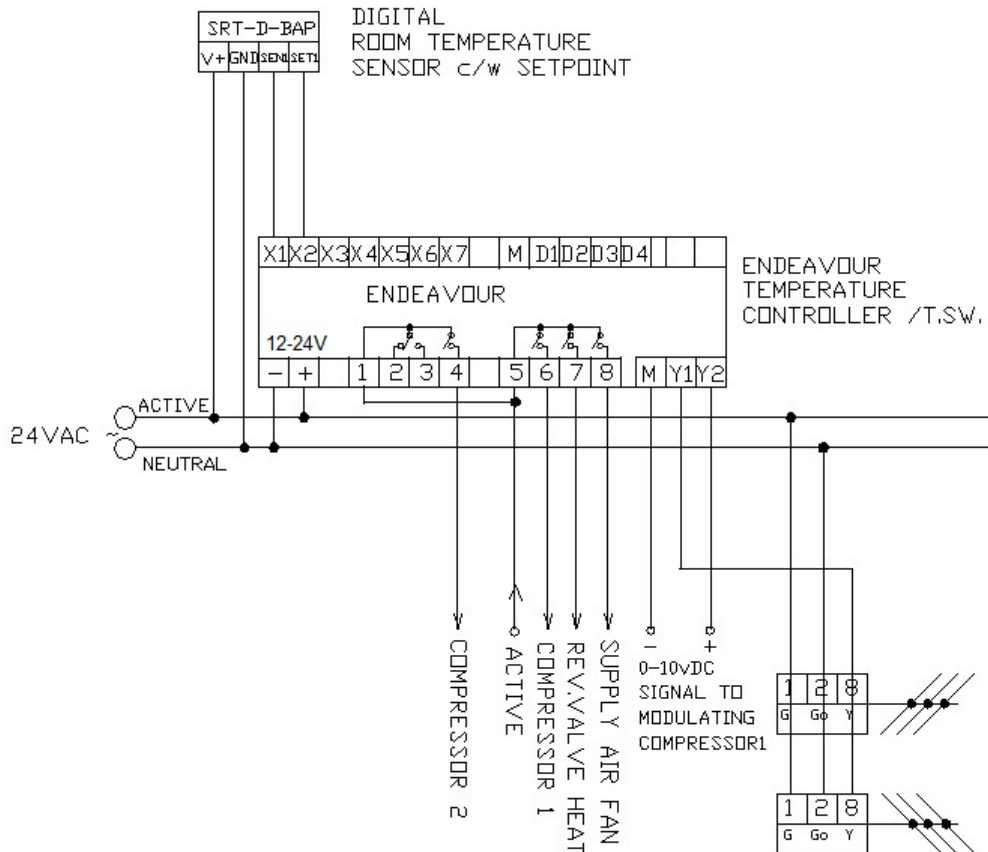 SRT-D-BAP
V+ GND SEN1 SET1
DIGITAL
ROOM TEMPERATURE
SENSOR c/w SETPOINT
X1 X2 X3 X4 X5 X6 X7 M D1 D2 D3 D4
ENDEAVOUR
12-24V
- + 1 2 3 4 5 6 7 8 M Y1 Y2
ENDEAVOUR
TEMPERATURE
CONTROLLER /T.SW.
24VAC ~
ACTIVE
NEUTRAL
COMPRESSOR 2
ACTIVE
COMPRESSOR 1
REV.VALVE HEAT
SUPPLY AIR FAN
- +
0-10vDC
SIGNAL TO
MODULATING
COMPRESSOR1
1 2 8
G Go Y
1 2 8
G Go Y